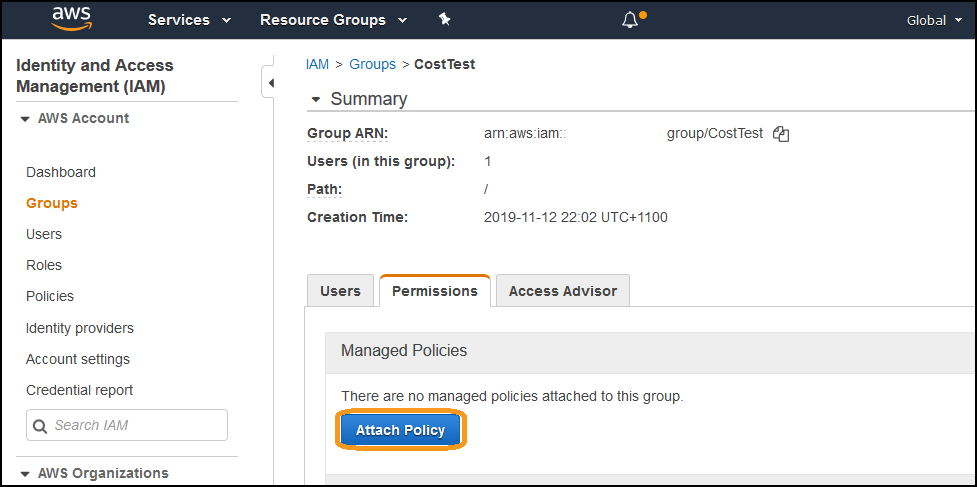 aws Services Resource Groups Global
Identity and Access
Management (IAM)
AWS Account
Dashboard
Groups
Users
Roles
Policies
Identity providers
Account settings
Credential report
Search IAM
AWS Organizations
IAM > Groups > CostTest
Summary
Group ARN: arn:aws:iam:: group/CostTest
Users (in this group): 1
Path: /
Creation Time: 2019-11-12 22:02 UTC+1100
Users Permissions Access Advisor
Managed Policies
There are no managed policies attached to this group.
Attach Policy